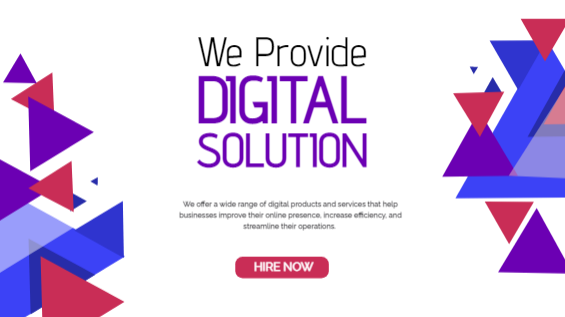 We Provide
DIGITAL
SOLUTION
We offer a wide range of digital products and services that help
businesses improve their online presence, increase efficiency, and
streamline their operations.
HIRE NOW